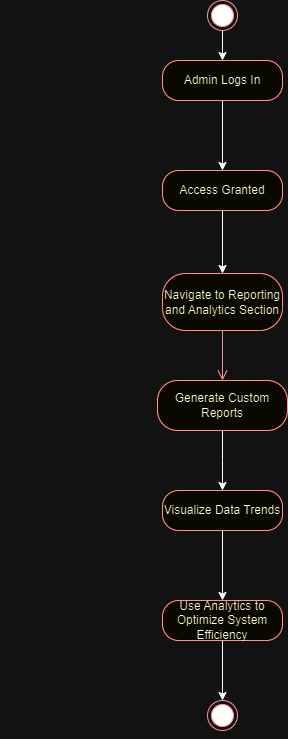 Admin Logs In
Access Granted
Navigate to Reporting
and Analytics Section
Generate Custom
Reports
Visualize Data Trends
Use Analytics to
Optimize System
Efficiency